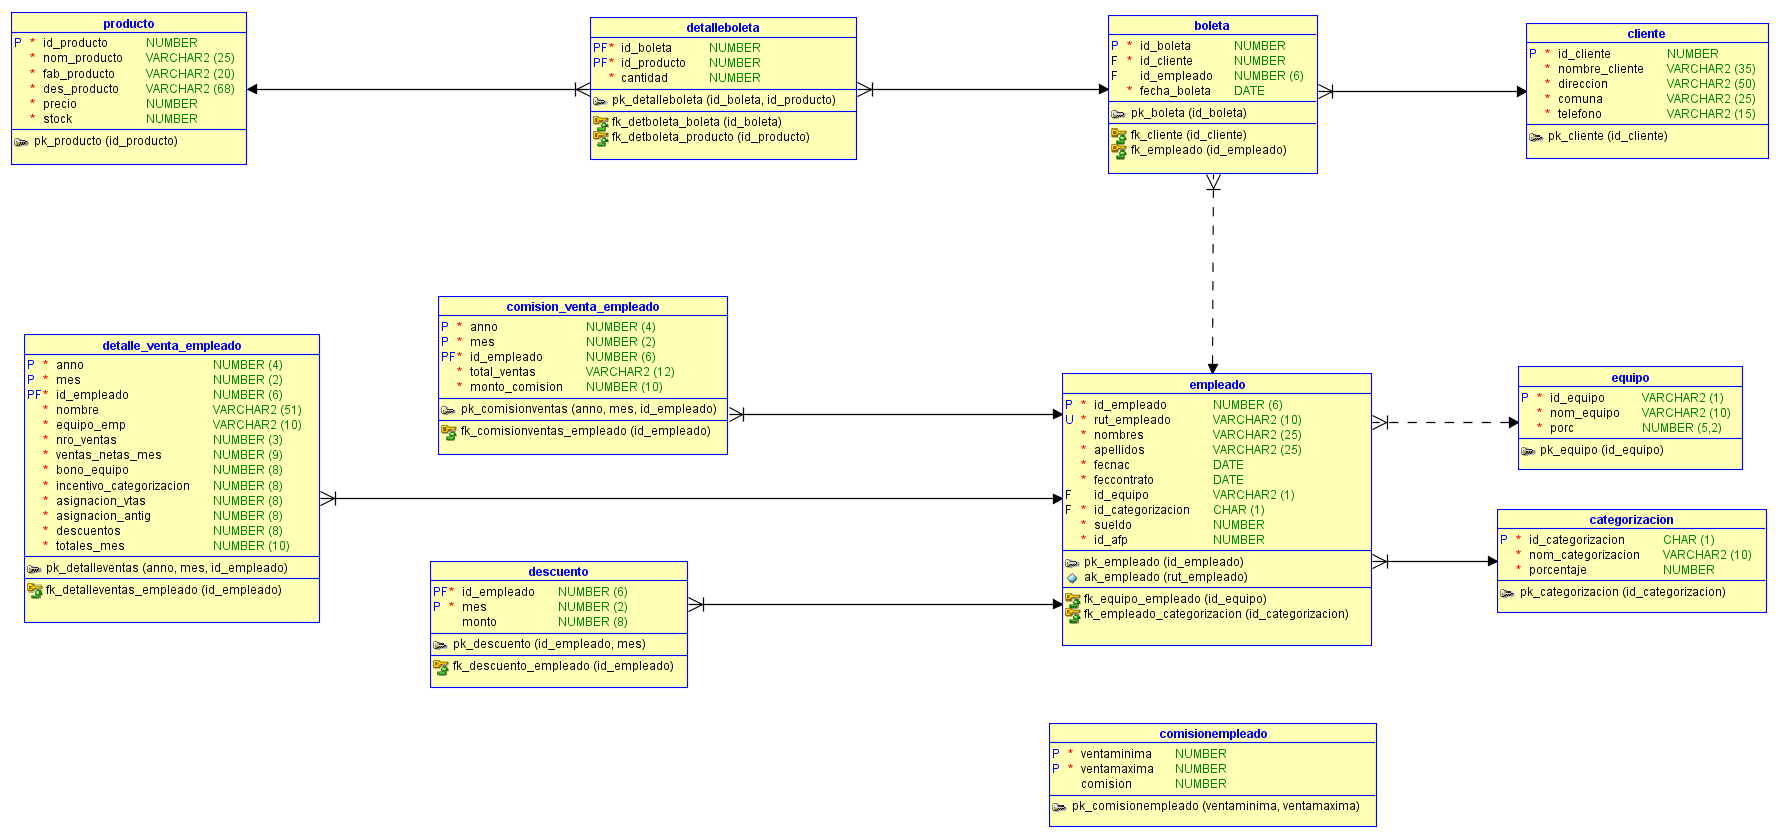 producto
P * id_producto NUMBER
* nom_producto VARCHAR2 (25)
* fab_producto VARCHAR2 (20)
* des_producto VARCHAR2 (68)
* precio NUMBER
* stock NUMBER
pk_producto (id_producto)
detalleboleta
PF* id_boleta NUMBER
PF* id_producto NUMBER
* cantidad NUMBER
pk_detalleboleta (id_boleta, id_producto)
fk_detboleta_boleta (id_boleta)
fk_detboleta_producto (id_producto)
boleta
P * id_boleta NUMBER
F * id_cliente NUMBER
F id_empleado NUMBER (6)
* fecha_boleta DATE
pk_boleta (id_boleta)
fk_cliente (id_cliente)
fk_empleado (id_empleado)
cliente
P * id_cliente NUMBER
* nombre_cliente VARCHAR2 (35)
* direccion VARCHAR2 (50)
* comuna VARCHAR2 (25)
* telefono VARCHAR2 (15)
pk_cliente (id_cliente)
comision_venta_empleado
P * anno NUMBER (4)
P * mes NUMBER (2)
PF* id_empleado NUMBER (6)
* total_ventas VARCHAR2 (12)
* monto_comision NUMBER (10)
pk_comisionventas (anno, mes, id_empleado)
fk_comisionventas_empleado (id_empleado)
detalle_venta_empleado
P * anno NUMBER (4)
P * mes NUMBER (2)
PF* id_empleado NUMBER (6)
* nombre VARCHAR2 (51)
* equipo_emp VARCHAR2 (10)
* nro_ventas NUMBER (3)
* ventas_netas_mes NUMBER (9)
* bono_equipo NUMBER (8)
* incentivo_categorizacion NUMBER (8)
* asignacion_vtas NUMBER (8)
* asignacion_antig NUMBER (8)
* descuentos NUMBER (8)
* totales_mes NUMBER (10)
pk_detalleventas (anno, mes, id_empleado)
fk_detalleventas_empleado (id_empleado)
empleado
P * id_empleado NUMBER (6)
U * rut_empleado VARCHAR2 (10)
* nombres VARCHAR2 (25)
* apellidos VARCHAR2 (25)
* fecnac DATE
* feccontrato DATE
F id_equipo VARCHAR2 (1)
F * id_categorizacion CHAR (1)
* sueldo NUMBER
* id_afp NUMBER
pk_empleado (id_empleado)
ak_empleado (rut_empleado)
fk_equipo_empleado (id_equipo)
fk_empleado_categorizacion (id_categorizacion)
equipo
P * id_equipo VARCHAR2 (1)
* nom_equipo VARCHAR2 (10)
* porc NUMBER (5,2)
pk_equipo (id_equipo)
categorizacion
P * id_categorizacion CHAR (1)
* nom_categorizacion VARCHAR2 (10)
* porcentaje NUMBER
pk_categorizacion (id_categorizacion)
descuento
PF* id_empleado NUMBER (6)
P * mes NUMBER (2)
monto NUMBER (8)
pk_descuento (id_empleado, mes)
fk_descuento_empleado (id_empleado)
comisionempleado
P * ventaminima NUMBER
P * ventamaxima NUMBER
comision NUMBER
pk_comisionempleado (ventaminima, ventamaxima)